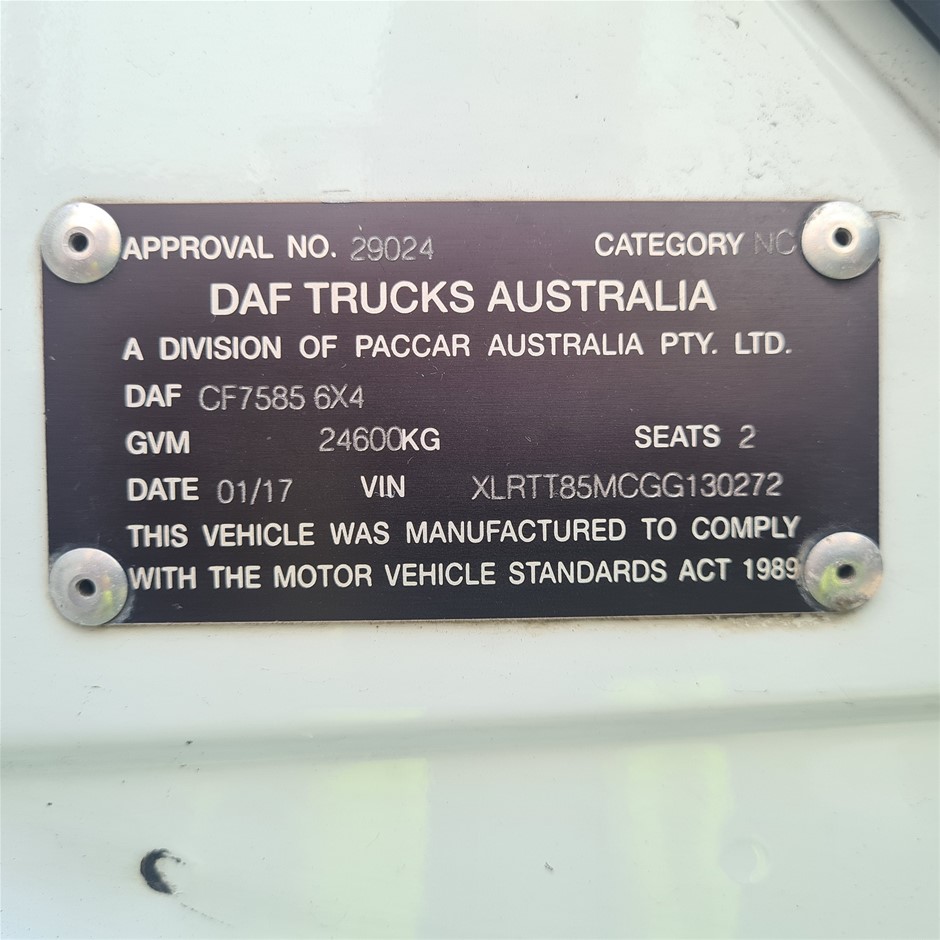 APPROVAL NO. 29024 CATEGORY NC
DAF TRUCKS AUSTRALIA
A DIVISION OF PACCAR AUSTRALIA PTY. LTD.
DAF CF7585 6X4
GVM 24600KG SEATS 2
DATE 01/17 VIN XLRTT85MCGG130272
THIS VEHICLE WAS MANUFACTURED TO COMPLY
WITH THE MOTOR VEHICLE STANDARDS ACT 1989